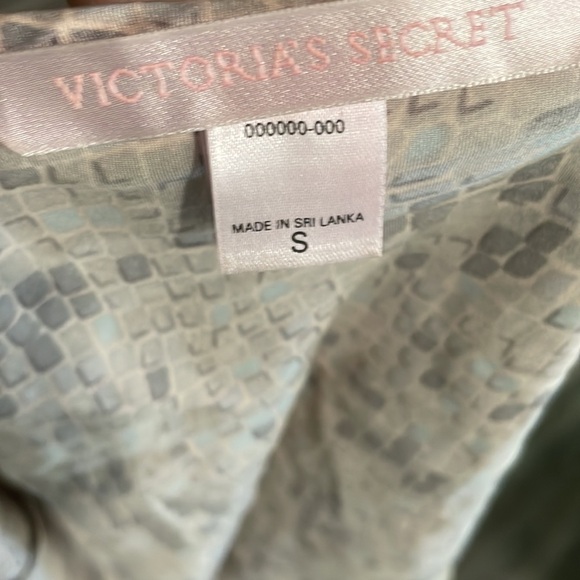 VICTORIA'S SECRET
000000-000
MADE IN SRI LANKA
S